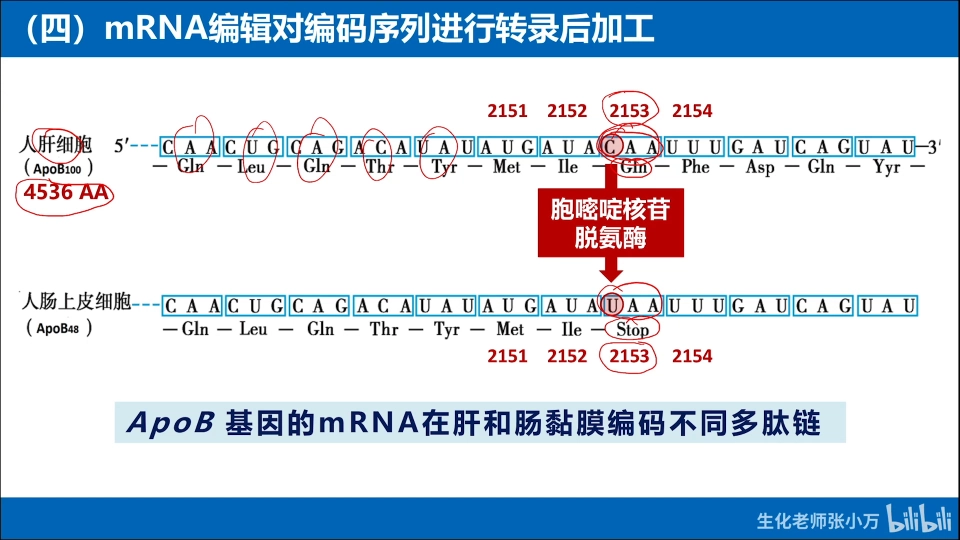 （四）mRNA编辑对编码序列进行转录后加工
2151 2152 2153 2154
人肝细胞 5′ C A A C U G C A G A C A U A U A U G A U A C A A U U U G A U C A G U A U 3′
（ApoB100） Gln Leu Gln Thr Tyr Met Ile Gln Phe Asp Gln Yyr
4536 AA
胞嘧啶核苷
脱氨酶
人肠上皮细胞 C A A C U G C A G A C A U A U A U G A U A U A A U U U G A U C A G U A U
（ApoB48） Gln Leu Gln Thr Tyr Met Ile Stop
2151 2152 2153 2154
ApoB 基因的mRNA在肝和肠黏膜编码不同多肽链
生化老师张小万 bilibili